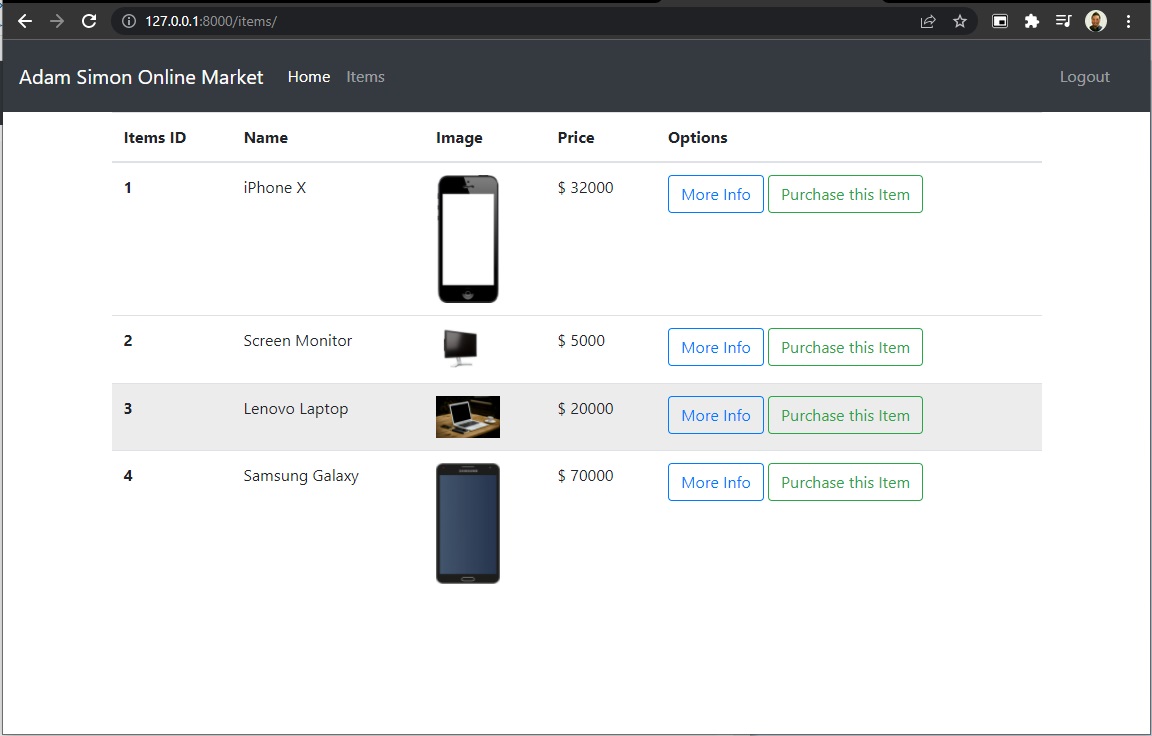 127.0.0.1:8000/items/
Adam Simon Online Market Home Items Logout
Items ID Name Image Price Options
1 iPhone X $ 32000 More Info Purchase this Item
2 Screen Monitor $ 5000 More Info Purchase this Item
3 Lenovo Laptop $ 20000 More Info Purchase this Item
4 Samsung Galaxy $ 70000 More Info Purchase this Item